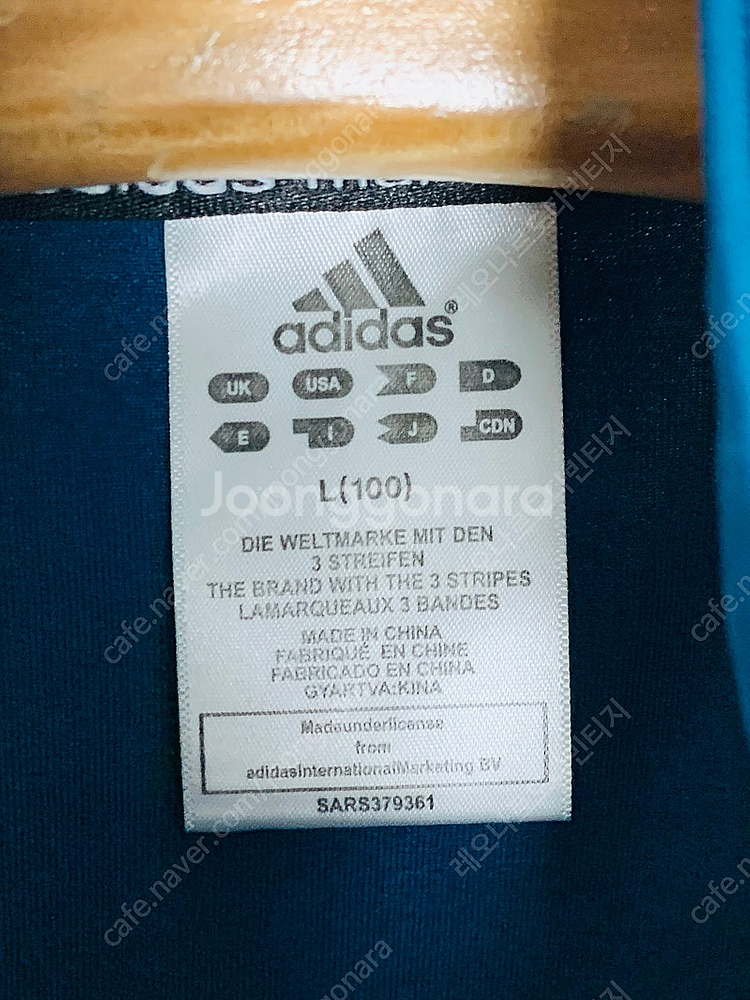 adidas®
UK USA F D
E I J CDN
L(100)
Joonggonara
DIE WELTMARKE MIT DEN
3 STREIFEN
THE BRAND WITH THE 3 STRIPES
LAMARQUEAUX 3 BANDES
MADE IN CHINA
FABRIQUÉ EN CHINE
FABRICADO EN CHINA
GYARTVA:KINA
Madeunderlicense
from
adidasInternationalMarketing BV
SARS379361